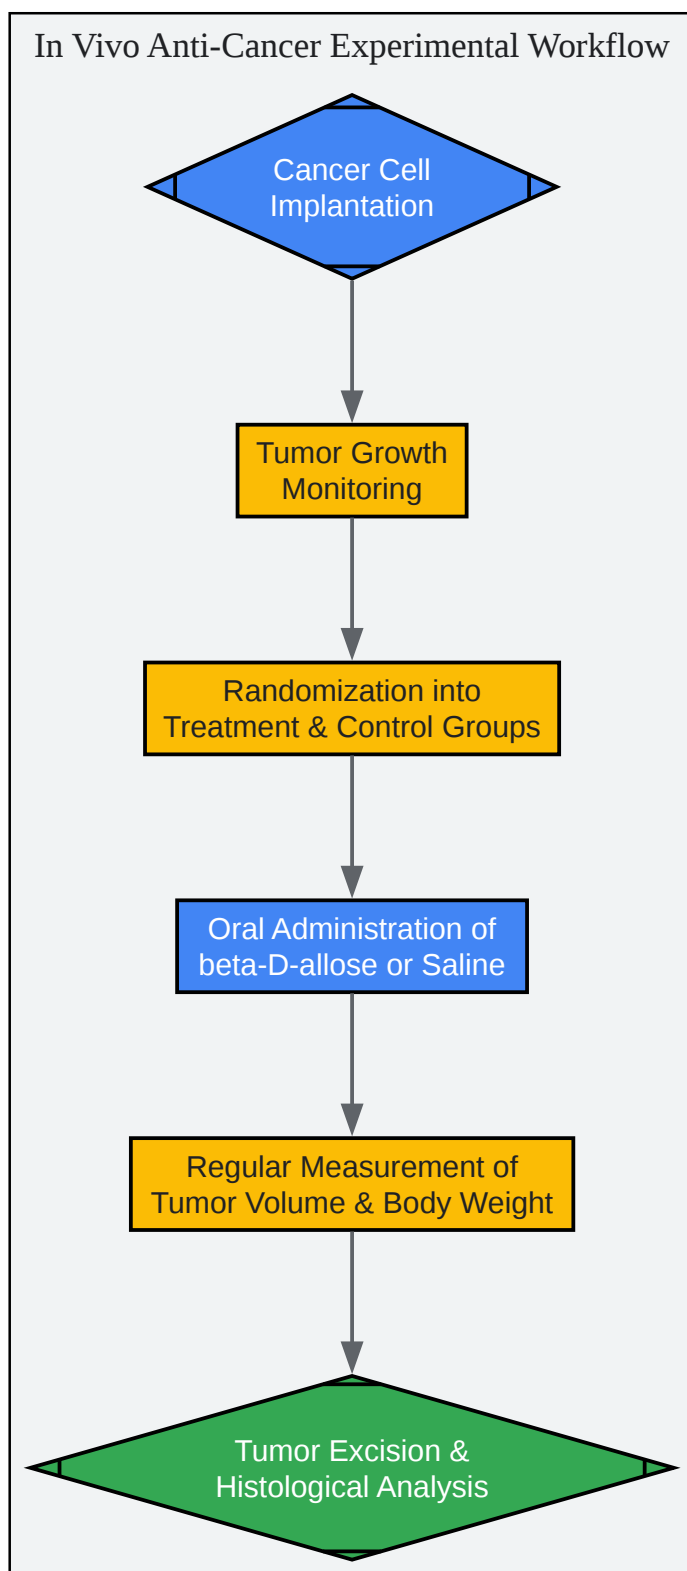 In Vivo Anti-Cancer Experimental Workflow
Cancer Cell
Implantation
Tumor Growth
Monitoring
Randomization into
Treatment & Control Groups
Oral Administration of
beta-D-allose or Saline
Regular Measurement of
Tumor Volume & Body Weight
Tumor Excision &
Histological Analysis